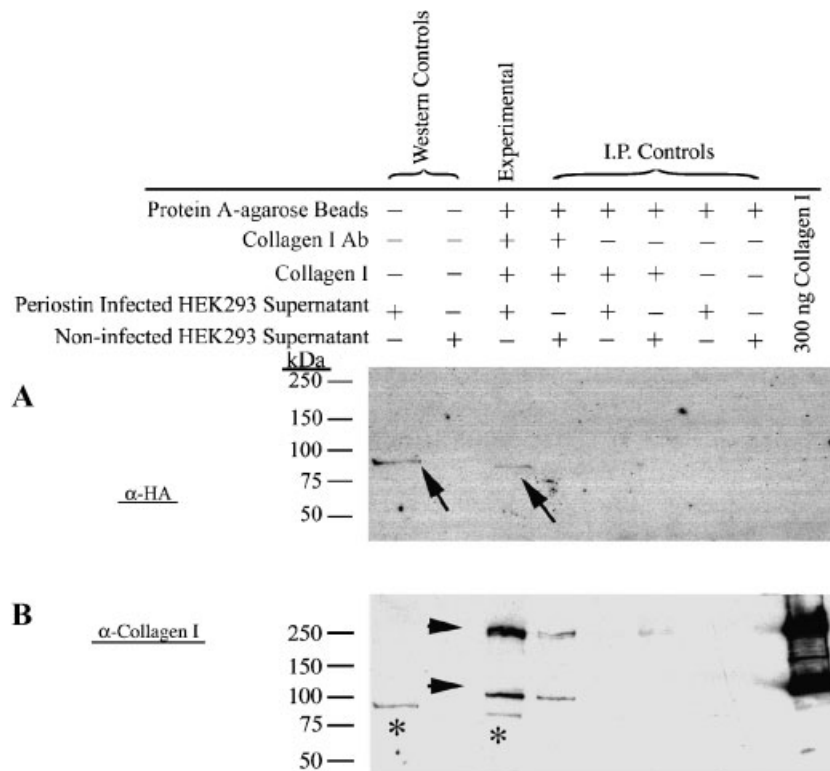 Western Controls
Experimental
I.P. Controls
300 ng Collagen I
Protein A-agarose Beads – – + + + + + +
Collagen I Ab – – + + – – – –
Collagen I – – + + + + – –
Periostin Infected HEK293 Supernatant + – + – + – + –
Non-infected HEK293 Supernatant – + – + – + – +
kDa
A
α-HA
250
150
100
75
50
B
α-Collagen I
250
150
100
75
50
* *